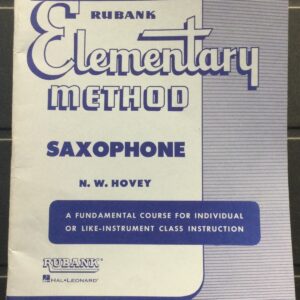 RUBANK
Elementary
METHOD
SAXOPHONE
N. W. HOVEY
A FUNDAMENTAL COURSE FOR INDIVIDUAL
OR LIKE-INSTRUMENT CLASS INSTRUCTION
RUBANK
HAL•LEONARD